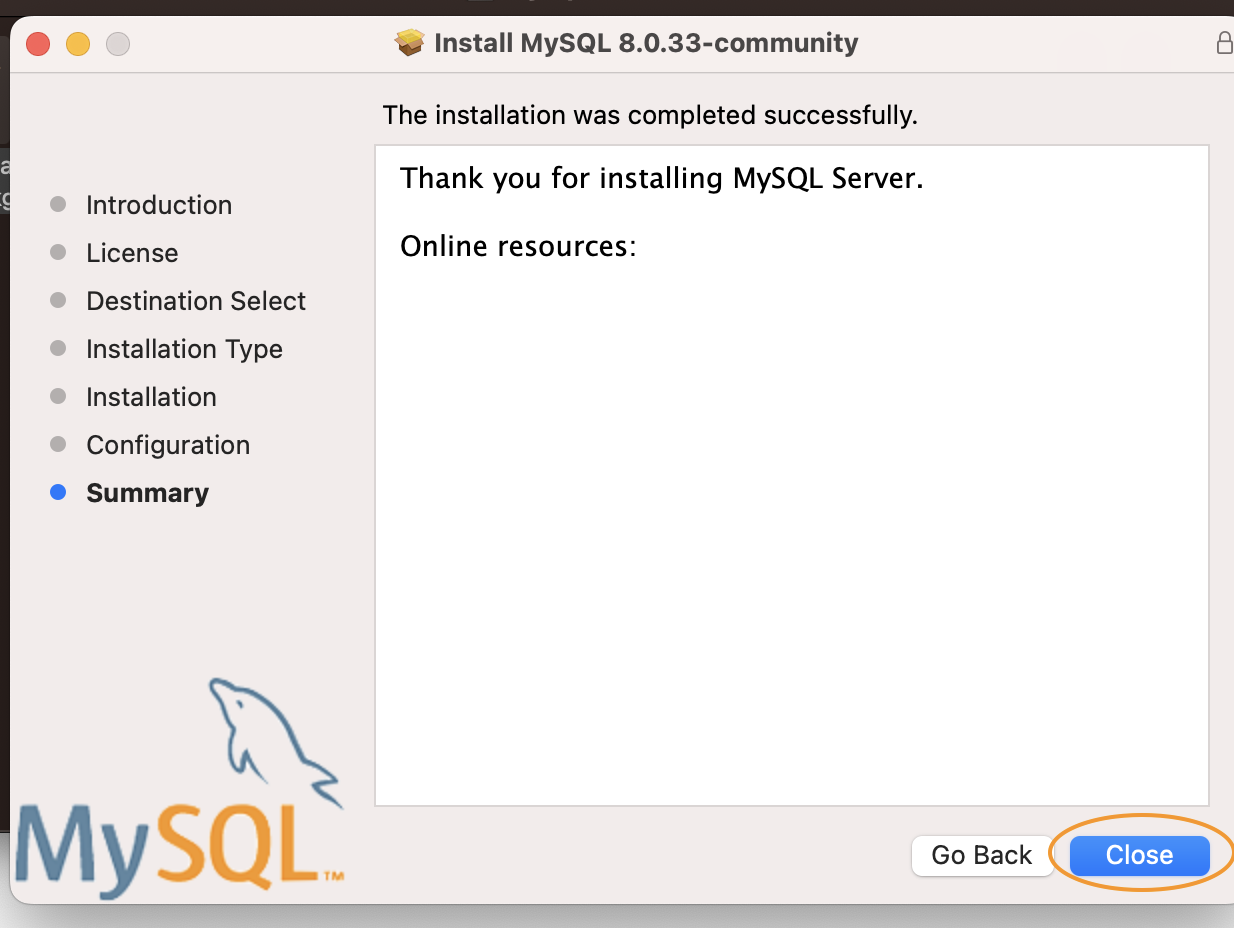 Install MySQL 8.0.33-community
The installation was completed successfully.
Introduction
License
Destination Select
Installation Type
Installation
Configuration
Summary
Thank you for installing MySQL Server.
Online resources:
MySQL™
Go Back
Close